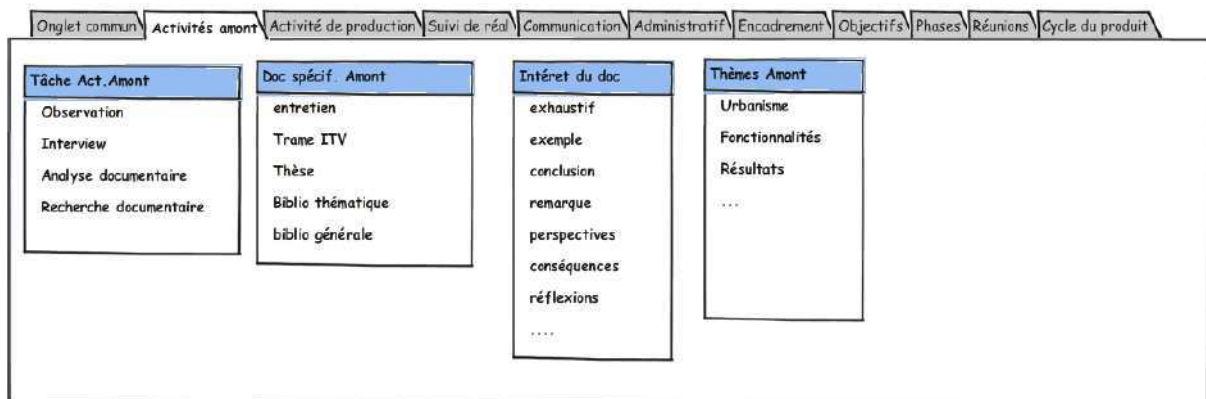 Onglet commun Activités amont Activité de production Suivi de réal Communication Administratif Encadrement Objectifs Phases Réunions Cycle du produit
Tâche Act.Amont
Observation
Interview
Analyse documentaire
Recherche documentaire
Doc spécif. Amont
entretien
Trame ITV
Thèse
Biblio thématique
biblio générale
Intéret du doc
exhaustif
exemple
conclusion
remarque
perspectives
conséquences
réflexions
....
Thèmes Amont
Urbanisme
Fonctionnalités
Résultats
...